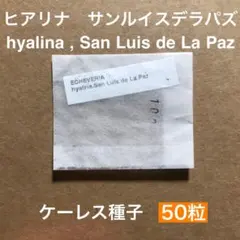 ヒアリナ　サンルイスデラパズ
hyalina , San Luis de La Paz
ECHEVERIA
hyalina,San Luis de La Paz
100
ケーレス種子 50粒